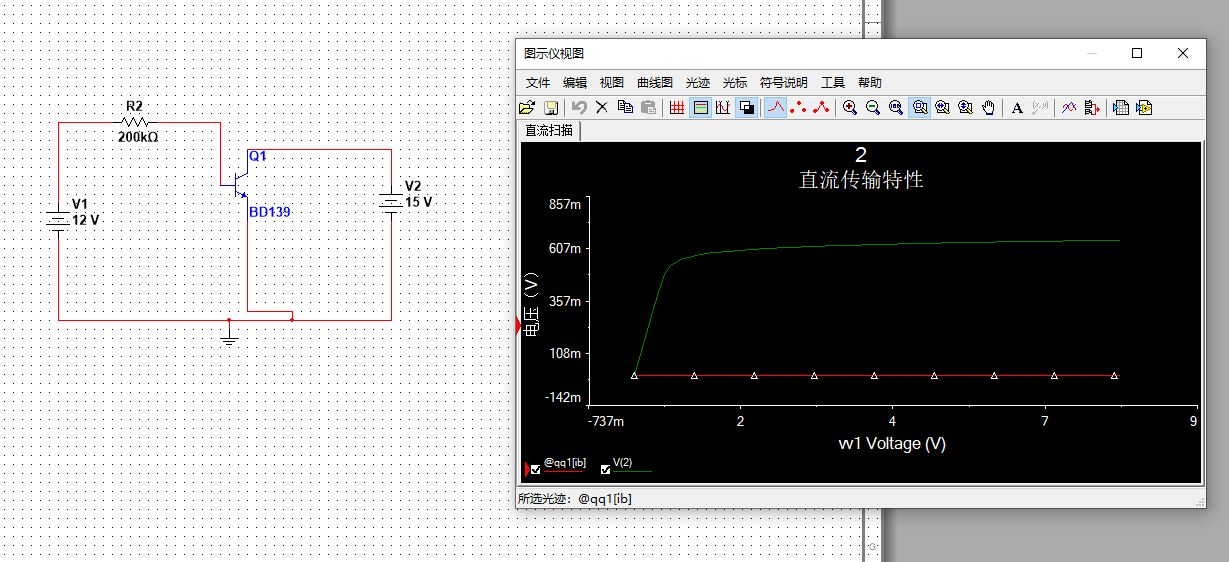 R2
200kΩ
Q1
BD139
V1
12 V
V2
15 V
图示仪视图
文件 编辑 视图 曲线图 光迹 光标 符号说明 工具 帮助
A
直流扫描
2
直流传输特性
857m
607m
357m
108m
-142m
电压（V）
-737m 2 4 7 9
vv1 Voltage (V)
@qq1[ib] V(2)
所选光迹: @qq1[ib]
G